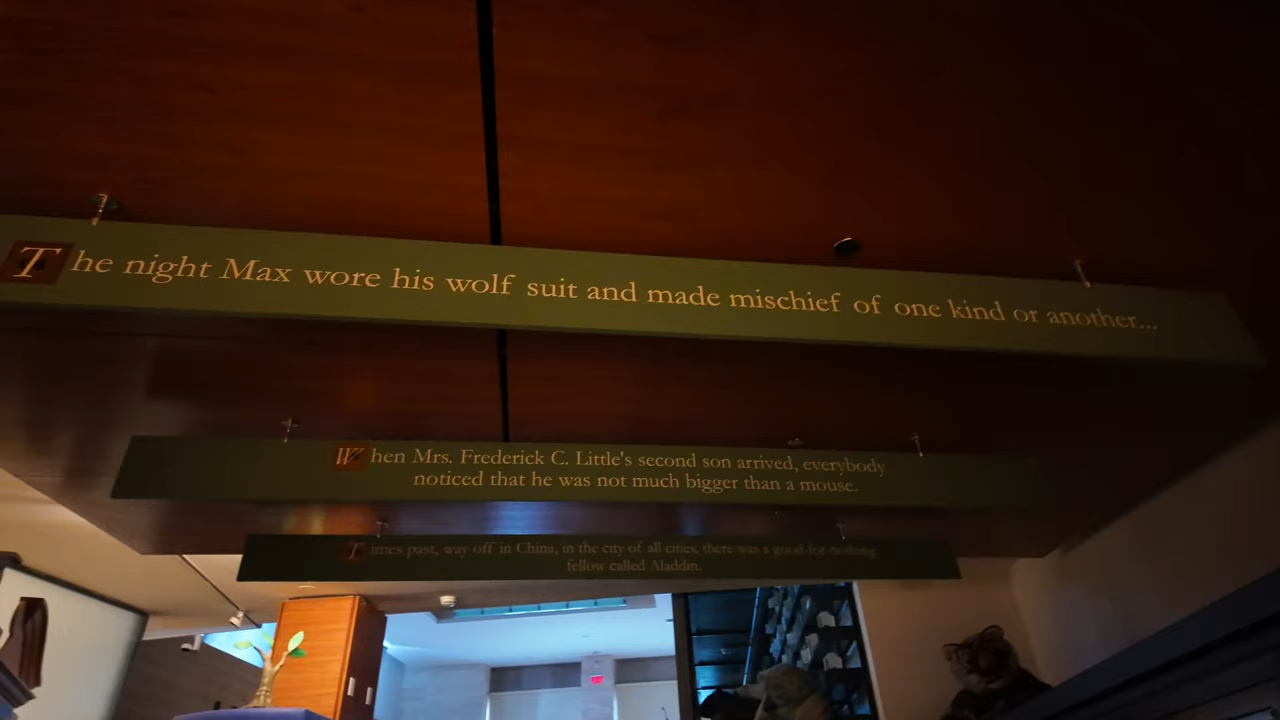 The night Max wore his wolf suit and made mischief of one kind or another...
When Mrs. Frederick C. Little's second son arrived, everybody
noticed that he was not much bigger than a mouse.
Times past, way off in China, in the city of all cities, there was a good-for-nothing
fellow called Aladdin.